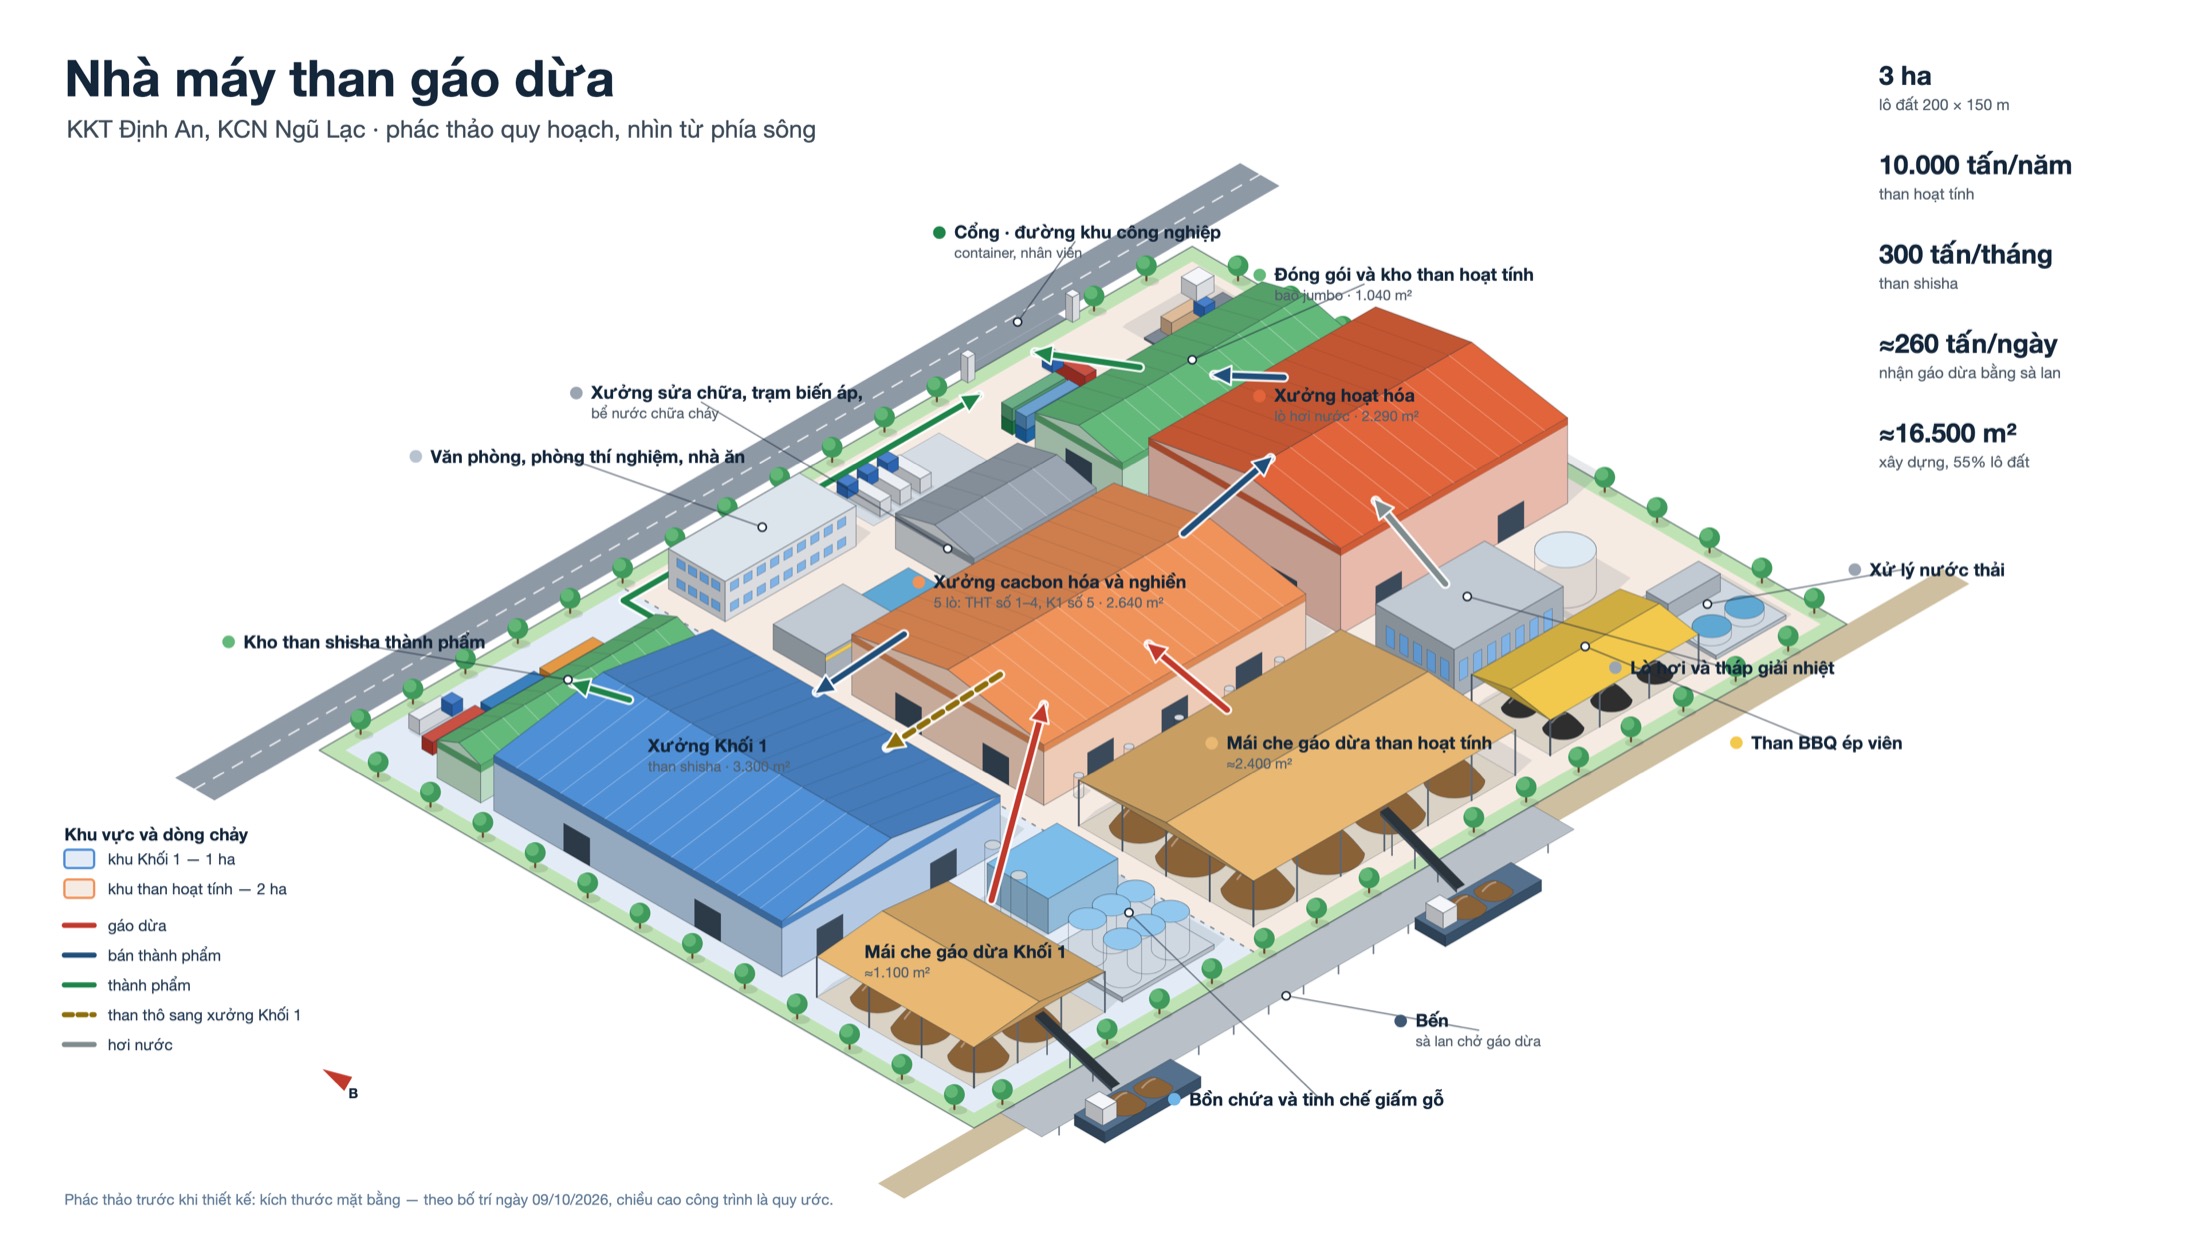 Nhà máy than gáo dừa
KKT Định An, KCN Ngũ Lạc · phác thảo quy hoạch, nhìn từ phía sông
3 ha
lô đất 200 × 150 m
10.000 tấn/năm
than hoạt tính
300 tấn/tháng
than shisha
≈260 tấn/ngày
nhận gáo dừa bằng sà lan
≈16.500 m²
xây dựng, 55% lô đất
Cổng · đường khu công nghiệp
container, nhân viên
Đóng gói và kho than hoạt tính
bao jumbo · 1.040 m²
Xưởng sửa chữa, trạm biến áp,
bể nước chữa cháy
Xưởng hoạt hóa
lò hơi nước · 2.290 m²
Văn phòng, phòng thí nghiệm, nhà ăn
Xử lý nước thải
Xưởng cacbon hóa và nghiền
5 lò: THT số 1–4, K1 số 5 · 2.640 m²
Kho than shisha thành phẩm
Lò hơi và tháp giải nhiệt
Xưởng Khối 1
than shisha · 3.300 m²
Mái che gáo dừa than hoạt tính
≈2.400 m²
Than BBQ ép viên
Mái che gáo dừa Khối 1
≈1.100 m²
Bến
sà lan chở gáo dừa
Bồn chứa và tinh chế giấm gỗ
Khu vực và dòng chảy
khu Khối 1 — 1 ha
khu than hoạt tính — 2 ha
gáo dừa
bán thành phẩm
thành phẩm
than thô sang xưởng Khối 1
hơi nước
B
Phác thảo trước khi thiết kế: kích thước mặt bằng — theo bố trí ngày 09/10/2026, chiều cao công trình là quy ước.